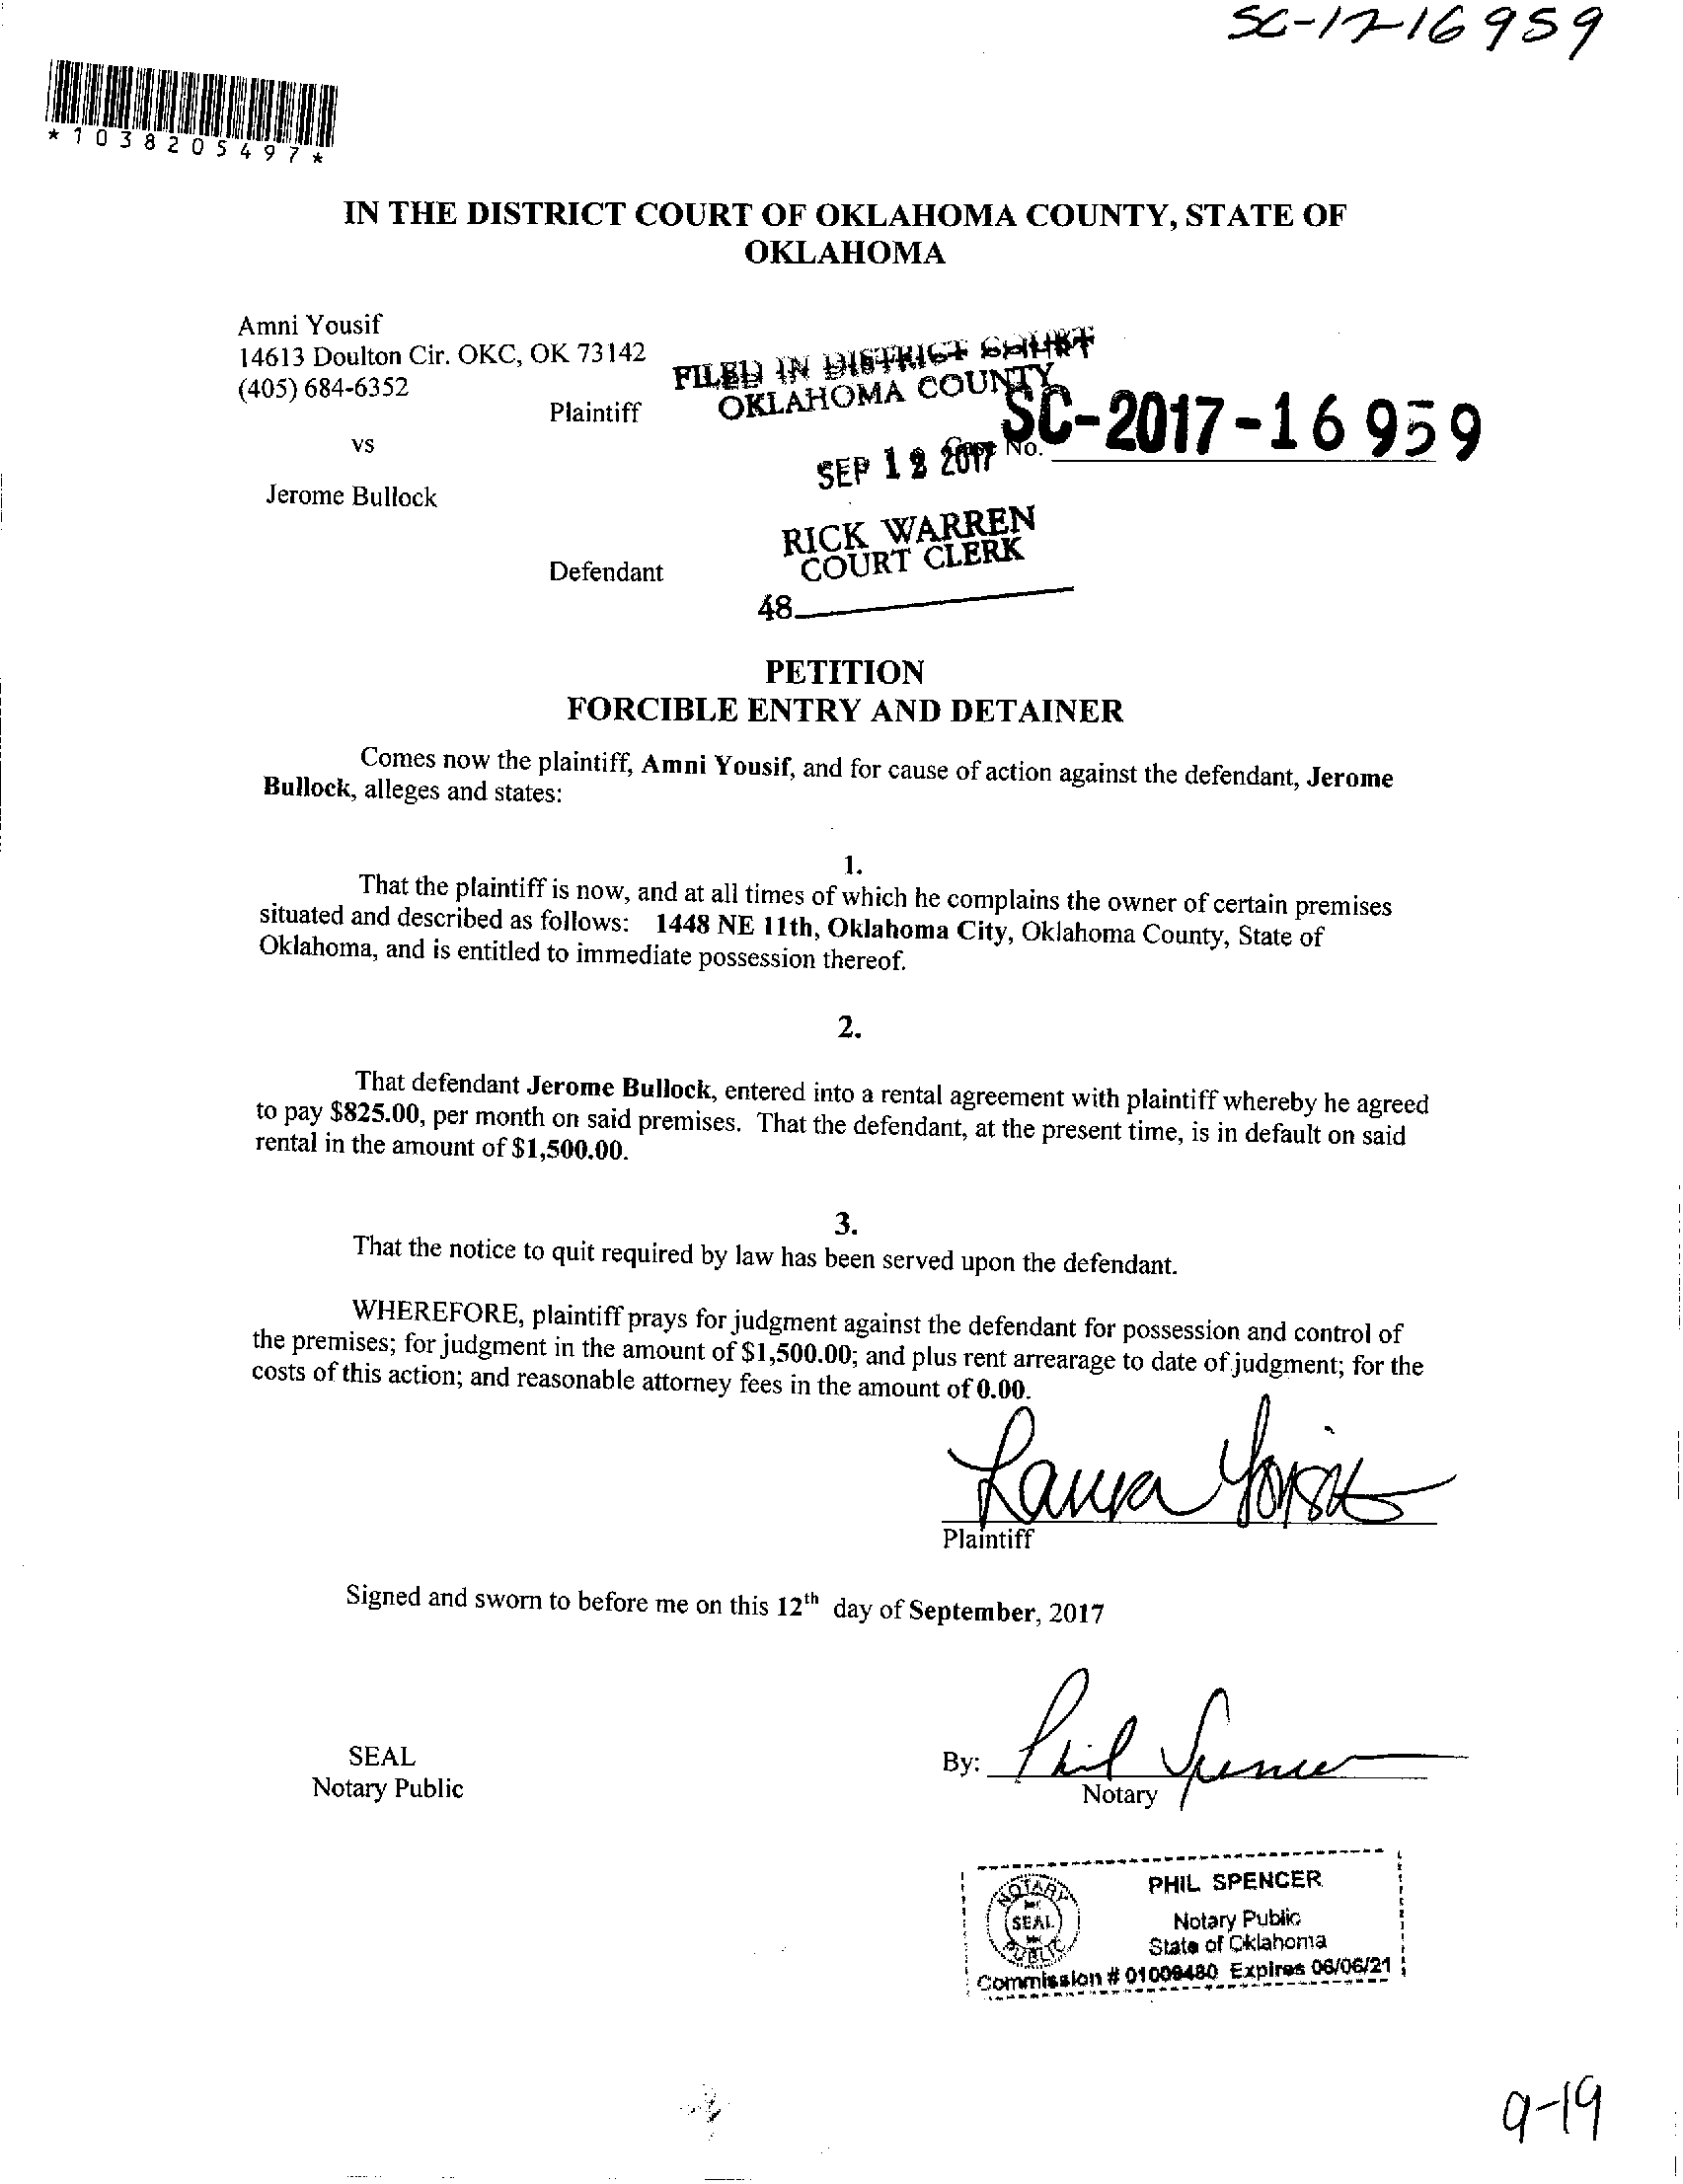 SC-17-16959
*1038205497*
IN THE DISTRICT COURT OF OKLAHOMA COUNTY, STATE OF
OKLAHOMA
Amni Yousif
14613 Doulton Cir. OKC, OK 73142
(405) 684-6352
Plaintiff
vs
Jerome Bullock
Defendant
FILED IN DISTRICT COURT
OKLAHOMA COUNTY
SEP 12 2017
Case No. SC-2017-16959
RICK WARREN
COURT CLERK
48
PETITION
FORCIBLE ENTRY AND DETAINER
Comes now the plaintiff, Amni Yousif, and for cause of action against the defendant, Jerome
Bullock, alleges and states:
1.
That the plaintiff is now, and at all times of which he complains the owner of certain premises
situated and described as follows: 1448 NE 11th, Oklahoma City, Oklahoma County, State of
Oklahoma, and is entitled to immediate possession thereof.
2.
That defendant Jerome Bullock, entered into a rental agreement with plaintiff whereby he agreed
to pay $825.00, per month on said premises. That the defendant, at the present time, is in default on said
rental in the amount of $1,500.00.
3.
That the notice to quit required by law has been served upon the defendant.
WHEREFORE, plaintiff prays for judgment against the defendant for possession and control of
the premises; for judgment in the amount of $1,500.00; and plus rent arrearage to date of judgment; for the
costs of this action; and reasonable attorney fees in the amount of 0.00.
Laura Yousif
Plaintiff
Signed and sworn to before me on this 12th day of September, 2017
SEAL
Notary Public
By: Phil Spencer
Notary
NOTARY
SEAL
PUBLIC
PHIL SPENCER
Notary Public
State of Oklahoma
Commission # 01009480 Expires 06/06/21
9-19